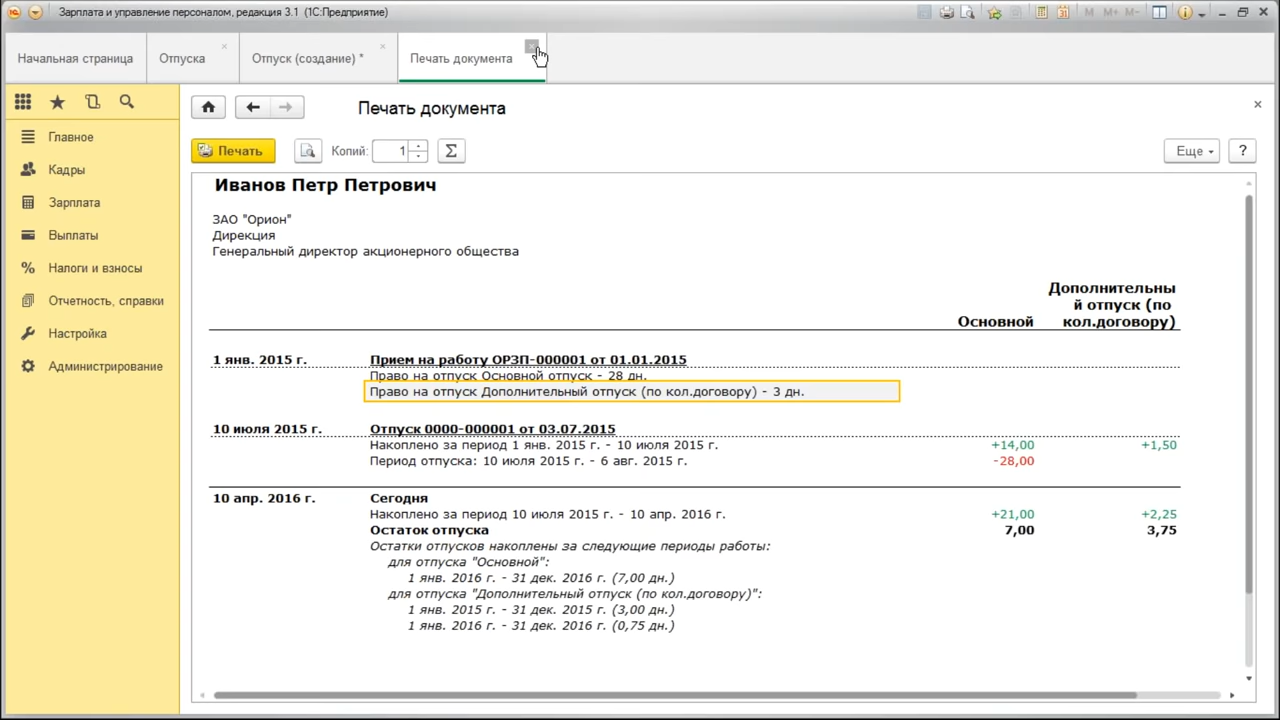 Зарплата и управление персоналом, редакция 3.1 (1С:Предприятие)
M M+ M-
Начальная страница
Отпуска
Отпуск (создание) *
Печать документа
Печать документа
Печать
Копий: 1
Еще
?
Главное
Кадры
Зарплата
Выплаты
Налоги и взносы
Отчетность, справки
Настройка
Администрирование
Иванов Петр Петрович
ЗАО "Орион"
Дирекция
Генеральный директор акционерного общества
Основной
Дополнительны
й отпуск (по
кол.договору)
1 янв. 2015 г. Прием на работу ОРЗП-000001 от 01.01.2015
Право на отпуск Основной отпуск - 28 дн.
Право на отпуск Дополнительный отпуск (по кол.договору) - 3 дн.
10 июля 2015 г. Отпуск 0000-000001 от 03.07.2015
Накоплено за период 1 янв. 2015 г. - 10 июля 2015 г. +14,00 +1,50
Период отпуска: 10 июля 2015 г. - 6 авг. 2015 г. -28,00
10 апр. 2016 г. Сегодня
Накоплено за период 10 июля 2015 г. - 10 апр. 2016 г. +21,00 +2,25
Остаток отпуска 7,00 3,75
Остатки отпусков накоплены за следующие периоды работы:
для отпуска "Основной":
1 янв. 2016 г. - 31 дек. 2016 г. (7,00 дн.)
для отпуска "Дополнительный отпуск (по кол.договору)":
1 янв. 2015 г. - 31 дек. 2015 г. (3,00 дн.)
1 янв. 2016 г. - 31 дек. 2016 г. (0,75 дн.)